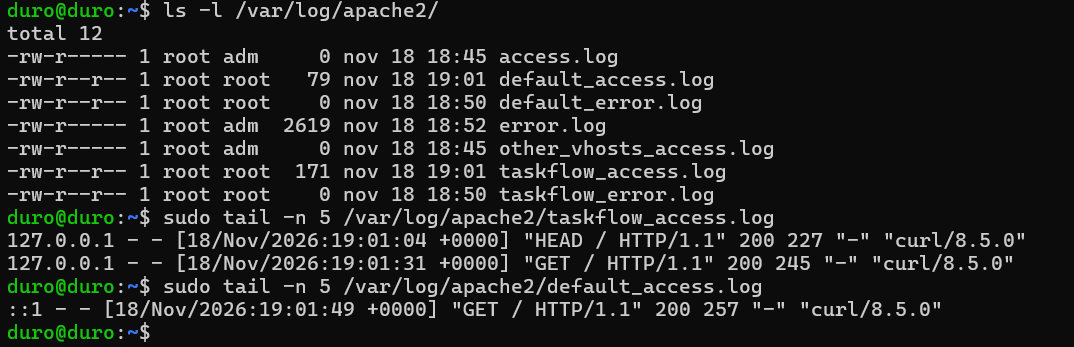 duro@duro:~$ ls -l /var/log/apache2/
total 12
-rw-r----- 1 root adm     0 nov 18 18:45 access.log
-rw-r--r-- 1 root root   79 nov 18 19:01 default_access.log
-rw-r--r-- 1 root root    0 nov 18 18:50 default_error.log
-rw-r----- 1 root adm  2619 nov 18 18:52 error.log
-rw-r----- 1 root adm     0 nov 18 18:45 other_vhosts_access.log
-rw-r--r-- 1 root root  171 nov 18 19:01 taskflow_access.log
-rw-r--r-- 1 root root    0 nov 18 18:50 taskflow_error.log
duro@duro:~$ sudo tail -n 5 /var/log/apache2/taskflow_access.log
127.0.0.1 - - [18/Nov/2026:19:01:04 +0000] "HEAD / HTTP/1.1" 200 227 "-" "curl/8.5.0"
127.0.0.1 - - [18/Nov/2026:19:01:31 +0000] "GET / HTTP/1.1" 200 245 "-" "curl/8.5.0"
duro@duro:~$ sudo tail -n 5 /var/log/apache2/default_access.log
::1 - - [18/Nov/2026:19:01:49 +0000] "GET / HTTP/1.1" 200 257 "-" "curl/8.5.0"
duro@duro:~$